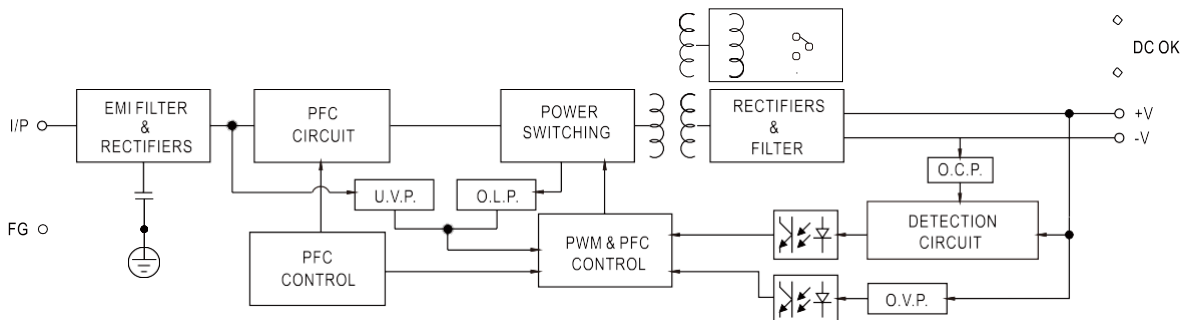 DC OK
EMI FILTER
&
RECTIFIERS
PFC
CIRCUIT
POWER
SWITCHING
RECTIFIERS
&
FILTER
I/P
+V
-V
O.C.P.
U.V.P.
O.L.P.
DETECTION
CIRCUIT
FG
PWM & PFC
CONTROL
PFC
CONTROL
O.V.P.